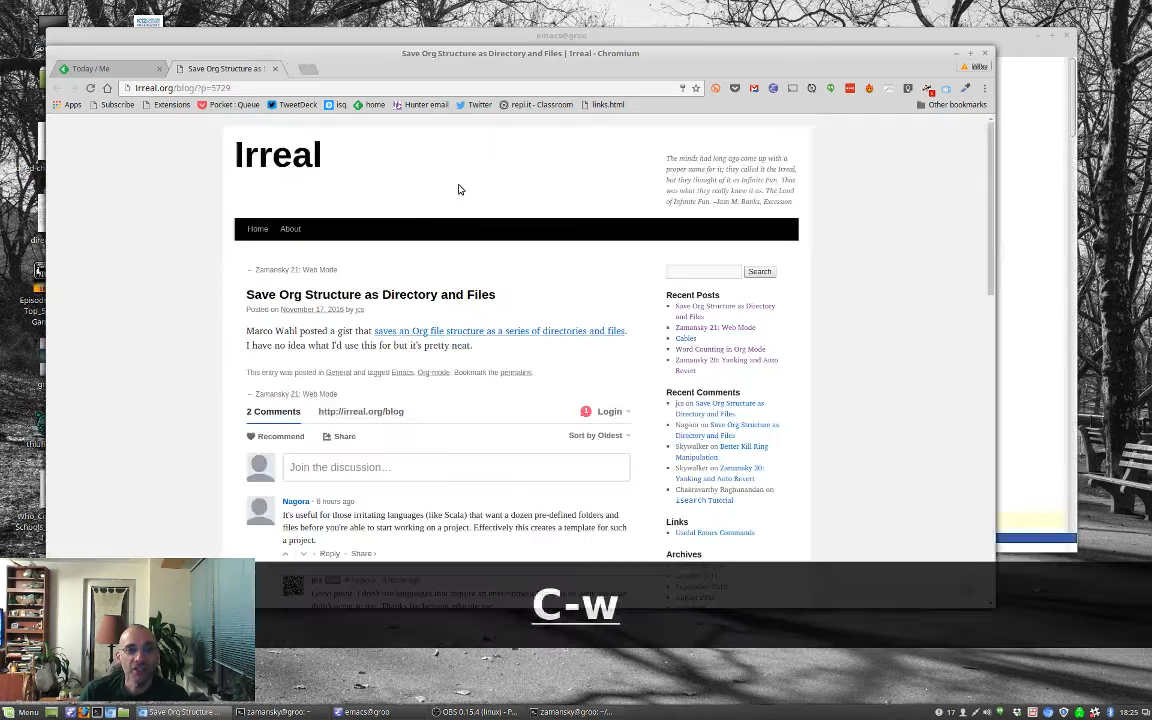 emacs@groo
Save Org Structure as Directory and Files | Irreal - Chromium
Today / Me
Save Org Structure as
Willie
irreal.org/blog/?p=5729
Apps Subscribe Extensions Pocket : Queue TweetDeck isq home Hunter email Twitter repl.it - Classroom links.html Other bookmarks
Irreal
The minds had long ago come up with a
proper name for it; they called it the Irreal,
but they thought of it as Infinite Fun. That
was what they really knew it as. The Land
of Infinite Fun. –Iain M. Banks, Excession
Home About
← Zamansky 21: Web Mode
Save Org Structure as Directory and Files
Posted on November 17, 2016 by jcs
Marco Wahl posted a gist that saves an Org file structure as a series of directories and files.
I have no idea what I'd use this for but it's pretty neat.
This entry was posted in General and tagged Emacs, Org-mode. Bookmark the permalink.
← Zamansky 21: Web Mode
2 Comments http://irreal.org/blog 1 Login
Recommend Share Sort by Oldest
Join the discussion…
Nagora • 6 hours ago
It's useful for those irritating languages (like Scala) that want a dozen pre-defined folders and
files before you're able to start working on a project. Effectively this creates a template for such
a project.
Reply Share ›
Search
Recent Posts
Save Org Structure as Directory
and Files
Zamansky 21: Web Mode
Cables
Word Counting in Org Mode
Zamansky 20: Yanking and Auto
Revert
Recent Comments
jcs on Save Org Structure as
Directory and Files
Nagora on Save Org Structure as
Directory and Files
Skywalker on Better Kill Ring
Manipulation
Skywalker on Zamansky 20:
Yanking and Auto Revert
Chakravarthy Raghunandan on
isearch Tutorial
Links
Useful Emacs Commands
Archives
C-w
Menu
Save Org Structure ...
zamansky@groo: ~
emacs@groo
OBS 0.15.4 (linux) - P...
zamansky@groo: ~/...
17
18:25